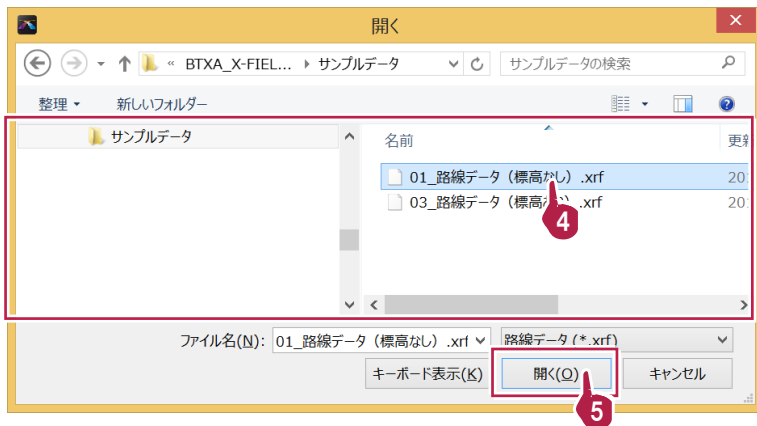 開く
« BTXA_X-FIEL... サンプルデータ サンプルデータの検索
整理 新しいフォルダー
サンプルデータ
名前 更新
01_路線データ（標高なし）.xrf 20
03_路線データ（標高 .xrf 20
4
ファイル名(N): 01_路線データ（標高なし）.xrf 路線データ (*.xrf)
キーボード表示(K) 開く(O) キャンセル
5